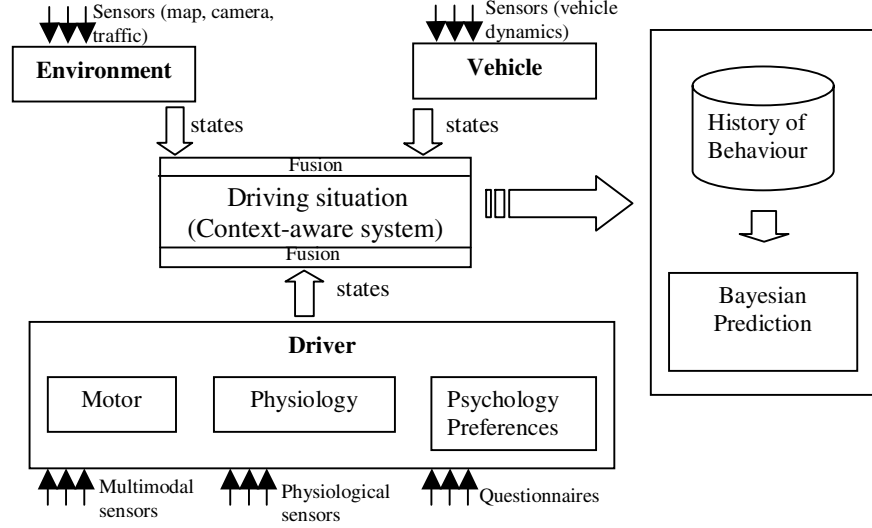 Sensors (map, camera,
traffic)
Environment
states
Sensors (vehicle
dynamics)
Vehicle
states
Fusion
Driving situation
(Context-aware system)
Fusion
states
History of
Behaviour
Bayesian
Prediction
Driver
Motor
Physiology
Psychology
Preferences
Multimodal
sensors
Physiological
sensors
Questionnaires